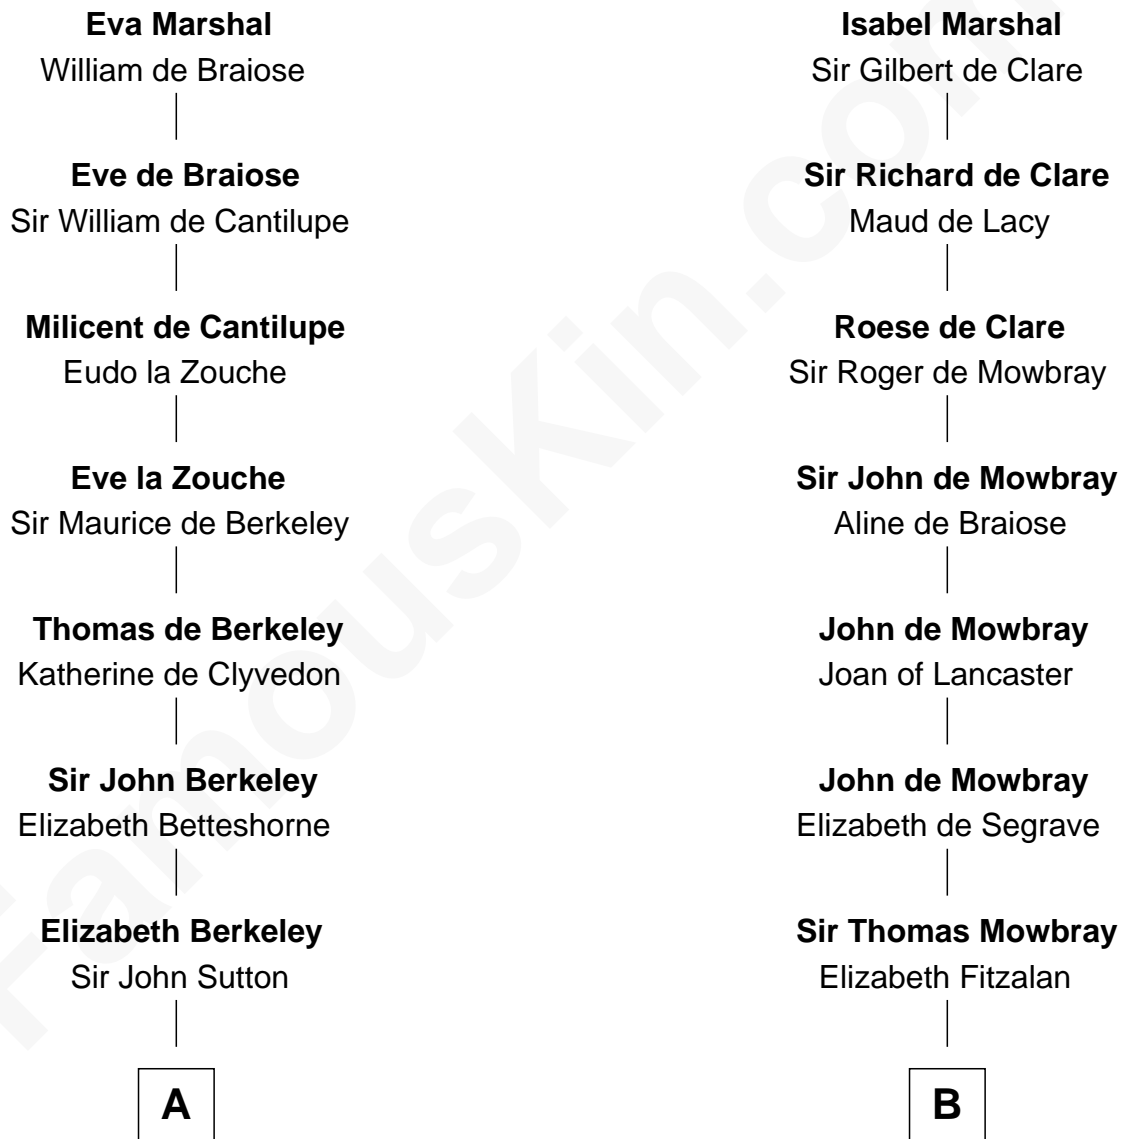 Eva Marshal
William de Braiose
Eve de Braiose
Sir William de Cantilupe
Milicent de Cantilupe
Eudo la Zouche
Eve la Zouche
Sir Maurice de Berkeley
Thomas de Berkeley
Katherine de Clyvedon
Sir John Berkeley
Elizabeth Betteshorne
Elizabeth Berkeley
Sir John Sutton
A
Isabel Marshal
Sir Gilbert de Clare
Sir Richard de Clare
Maud de Lacy
Roese de Clare
Sir Roger de Mowbray
Sir John de Mowbray
Aline de Braiose
John de Mowbray
Joan of Lancaster
John de Mowbray
Elizabeth de Segrave
Sir Thomas Mowbray
Elizabeth Fitzalan
B
FamousKin.com